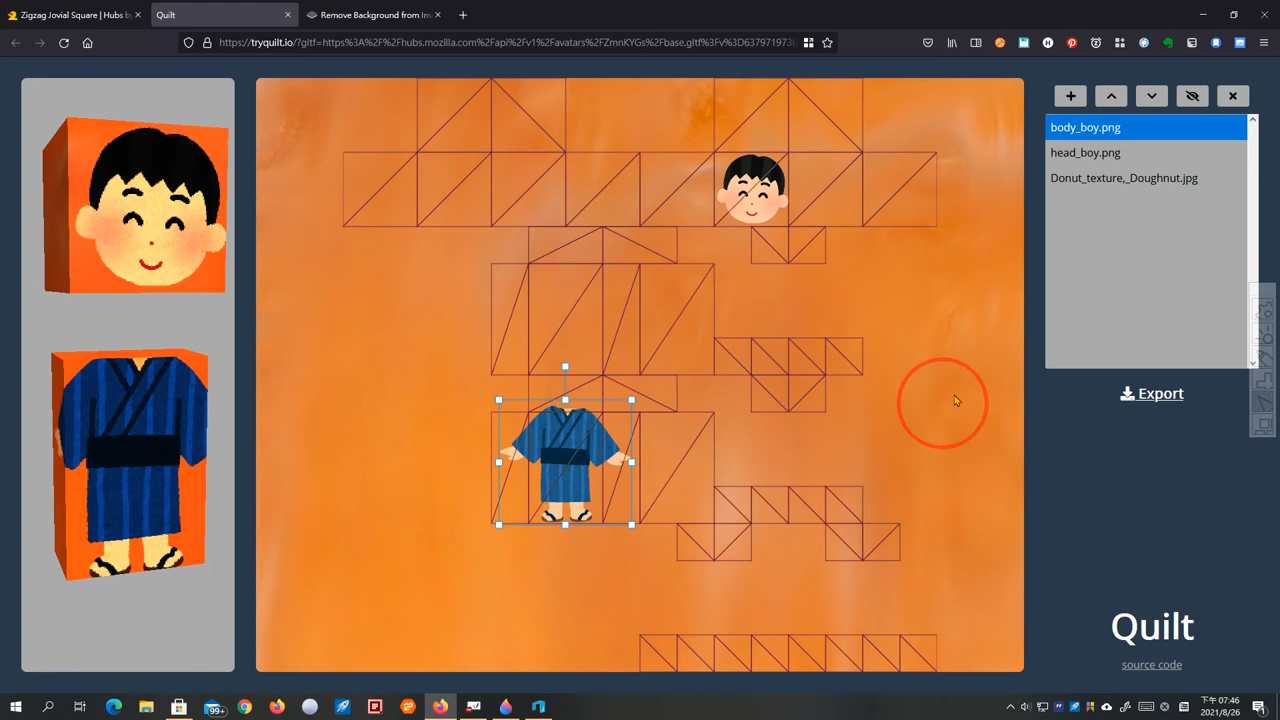 Zigzag Jovial Square | Hubs by
Quilt
Remove Background from Im
https://tryquilt.io/?gltf=https%3A%2F%2Fhubs.mozilla.com%2Fapi%2Fv1%2Favatars%2FZmnKYGs%2Fbase.gltf%3Fv%3D637971973
body_boy.png
head_boy.png
Donut_texture,_Doughnut.jpg
Export
Quilt
source code
99+
下午 07:46
2021/8/26